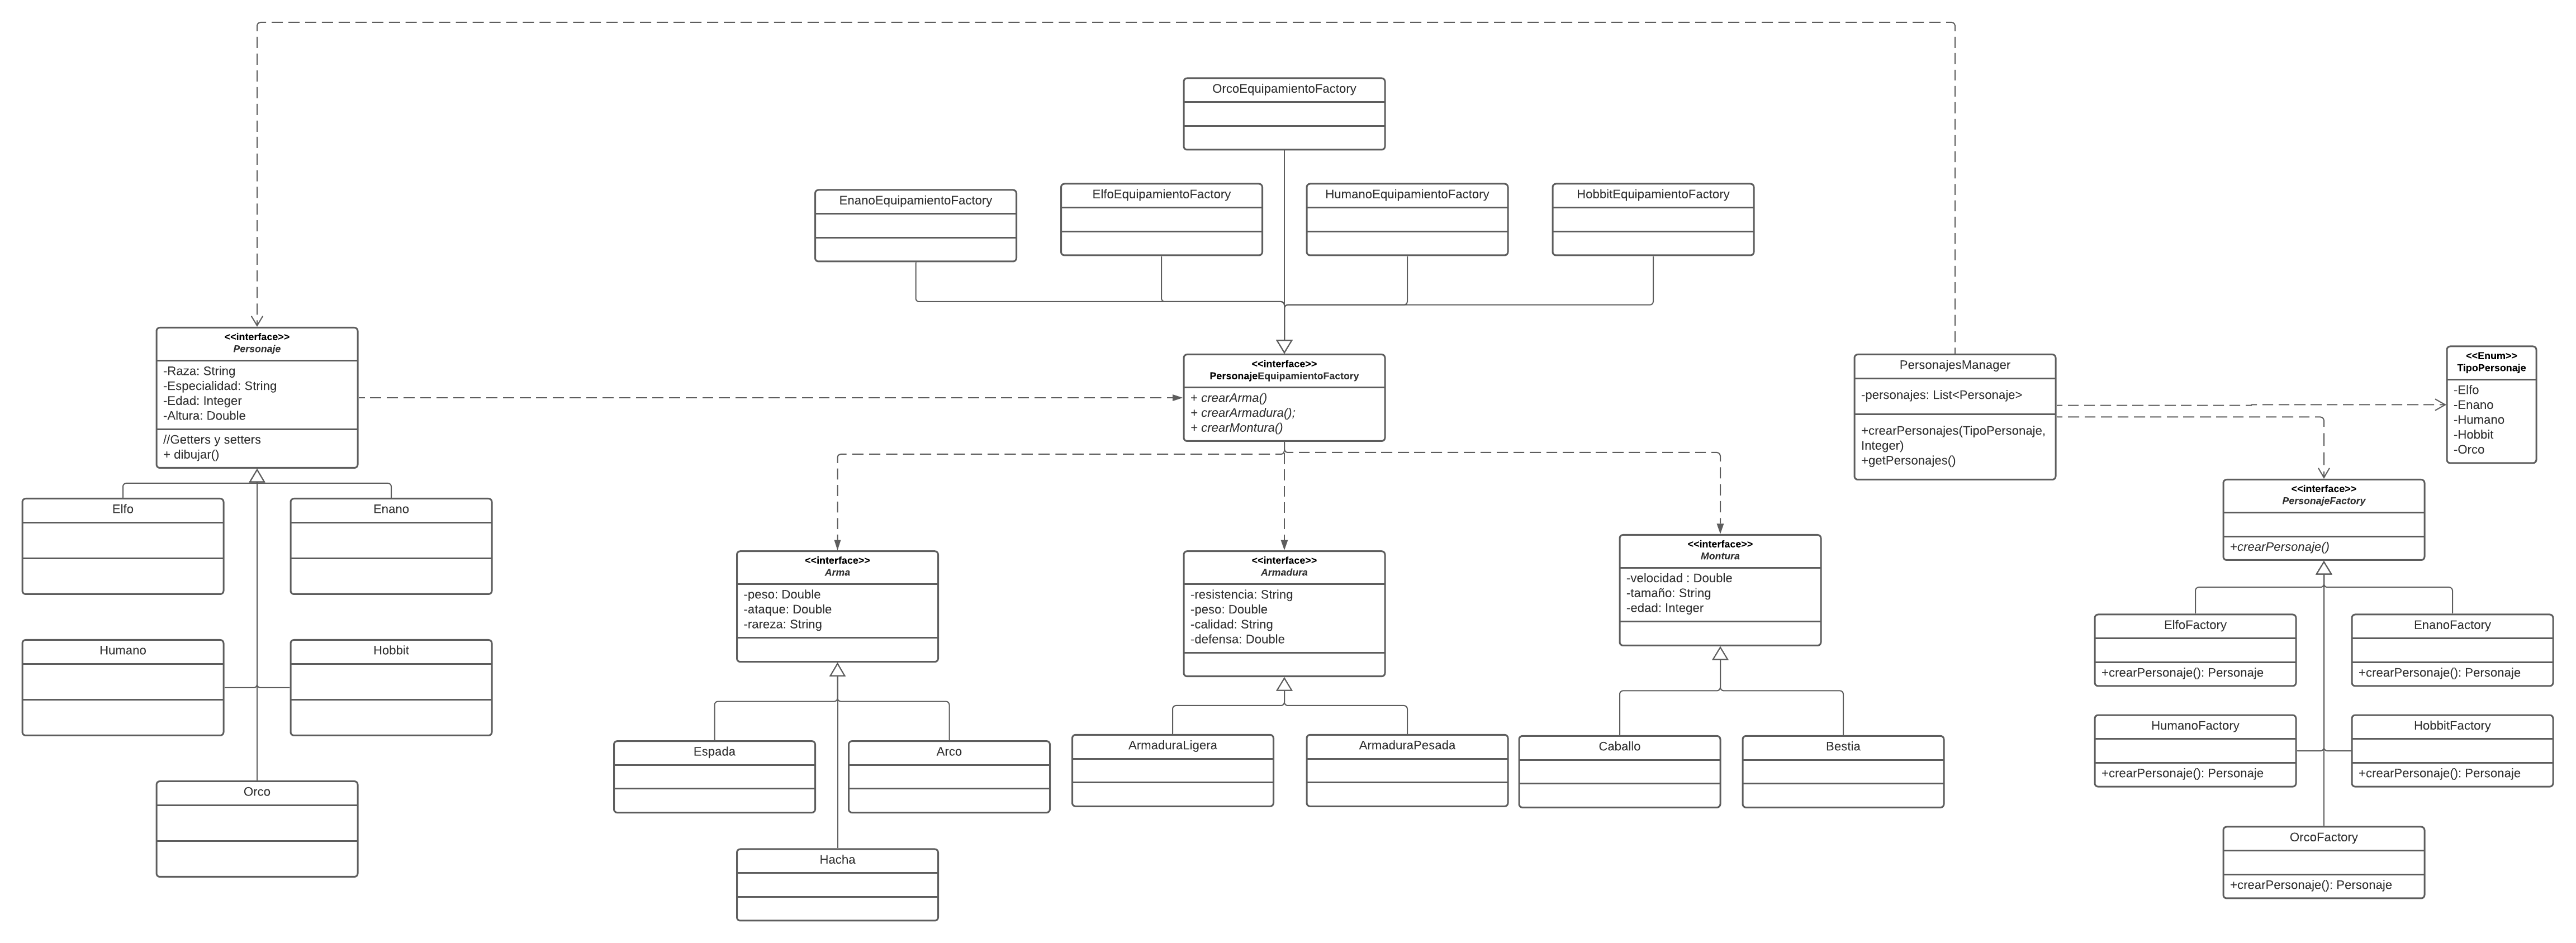 OrcoEquipamientoFactory
EnanoEquipamientoFactory
ElfoEquipamientoFactory
HumanoEquipamientoFactory
HobbitEquipamientoFactory
<<interface>>
Personaje
-Raza: String
-Especialidad: String
-Edad: Integer
-Altura: Double
//Getters y setters
+ dibujar()
<<interface>>
PersonajeEquipamientoFactory
+ crearArma()
+ crearArmadura();
+ crearMontura()
PersonajesManager
-personajes: List<Personaje>
+crearPersonajes(TipoPersonaje,
Integer)
+getPersonajes()
<<Enum>>
TipoPersonaje
-Elfo
-Enano
-Humano
-Hobbit
-Orco
Elfo
Enano
Humano
Hobbit
Orco
<<interface>>
Arma
-peso: Double
-ataque: Double
-rareza: String
<<interface>>
Armadura
-resistencia: String
-peso: Double
-calidad: String
-defensa: Double
<<interface>>
Montura
-velocidad : Double
-tamaño: String
-edad: Integer
<<interface>>
PersonajeFactory
+crearPersonaje()
Espada
Arco
Hacha
ArmaduraLigera
ArmaduraPesada
Caballo
Bestia
ElfoFactory
+crearPersonaje(): Personaje
EnanoFactory
+crearPersonaje(): Personaje
HumanoFactory
+crearPersonaje(): Personaje
HobbitFactory
+crearPersonaje(): Personaje
OrcoFactory
+crearPersonaje(): Personaje